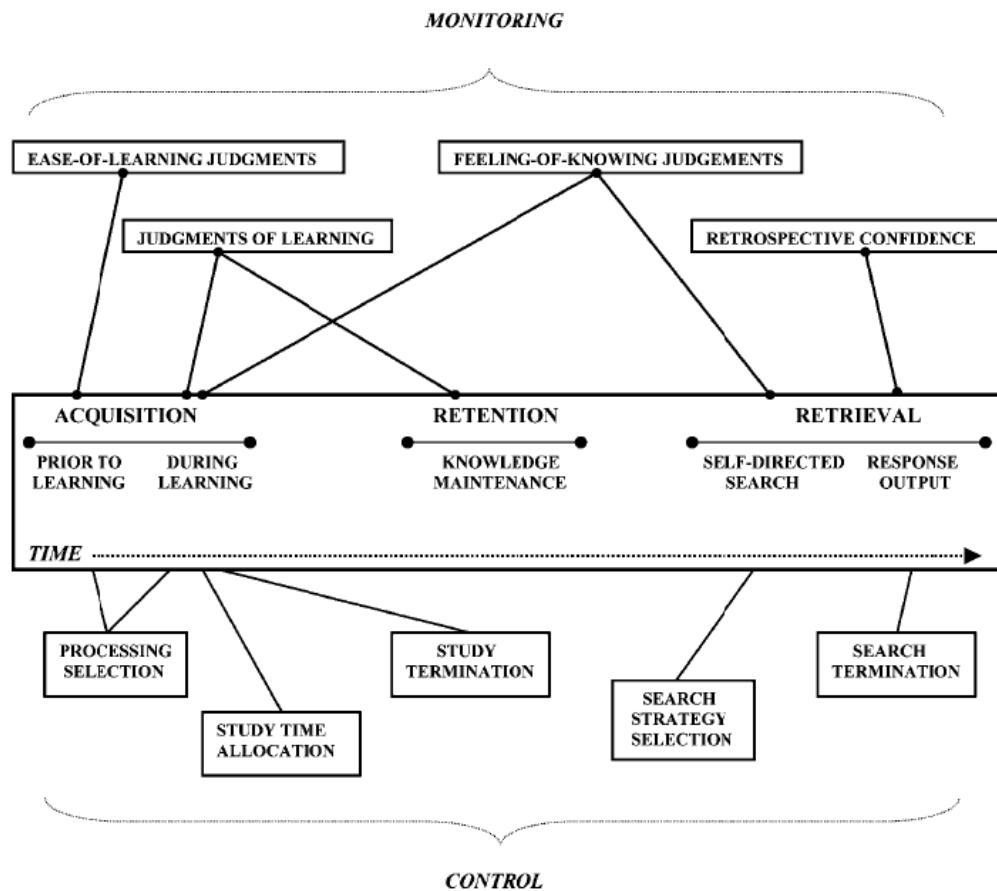 MONITORING
EASE-OF-LEARNING JUDGMENTS
FEELING-OF-KNOWING JUDGEMENTS
JUDGMENTS OF LEARNING
RETROSPECTIVE CONFIDENCE
ACQUISITION
RETENTION
RETRIEVAL
PRIOR TO
LEARNING
DURING
LEARNING
KNOWLEDGE
MAINTENANCE
SELF-DIRECTED
SEARCH
RESPONSE
OUTPUT
TIME
PROCESSING
SELECTION
STUDY
TERMINATION
SEARCH
TERMINATION
STUDY TIME
ALLOCATION
SEARCH
STRATEGY
SELECTION
CONTROL